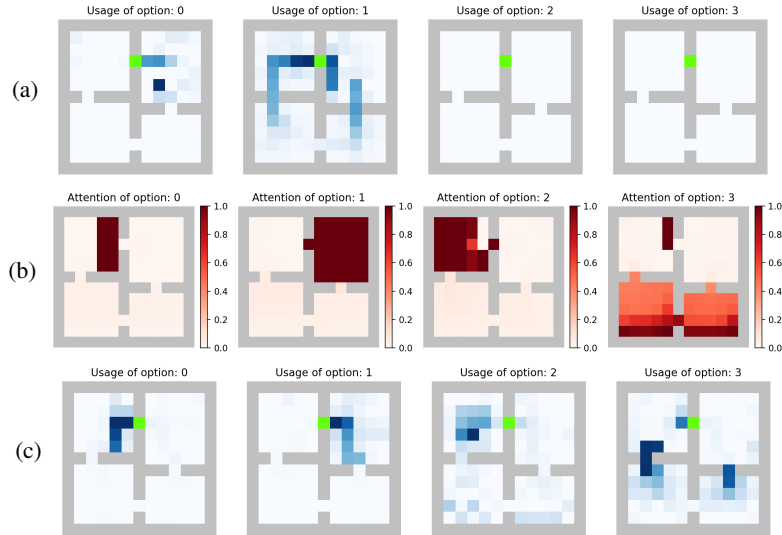 Usage of option: 0 Usage of option: 1 Usage of option: 2 Usage of option: 3
(a)
Attention of option: 0 Attention of option: 1 Attention of option: 2 Attention of option: 3
1.0 1.0 1.0 1.0
0.8 0.8 0.8 0.8
(b)
0.6 0.6 0.6 0.6
0.4 0.4 0.4 0.4
0.2 0.2 0.2 0.2
0.0 0.0 0.0 0.0
Usage of option: 0 Usage of option: 1 Usage of option: 2 Usage of option: 3
(c)